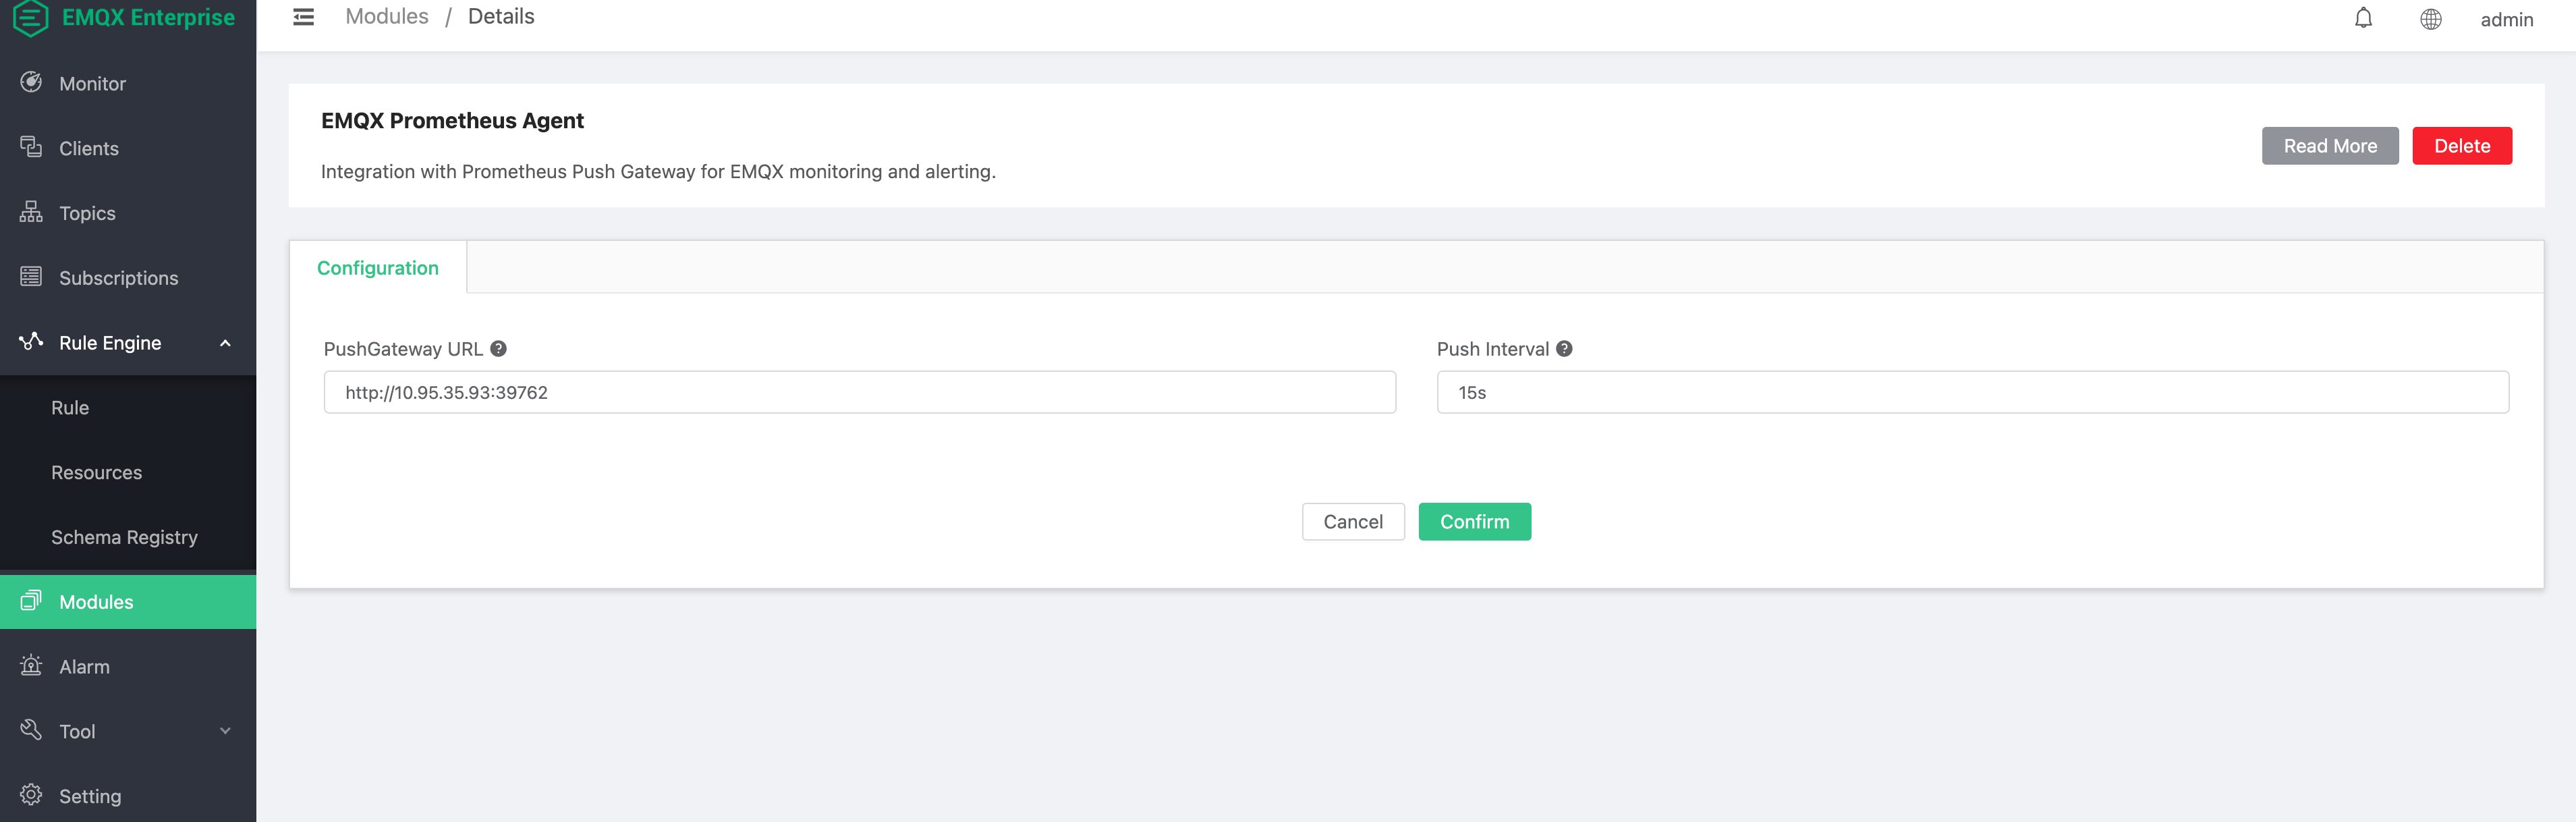 EMQX Enterprise
Modules / Details
admin
Monitor
Clients
Topics
Subscriptions
Rule Engine
Rule
Resources
Schema Registry
Modules
Alarm
Tool
Setting
EMQX Prometheus Agent
Integration with Prometheus Push Gateway for EMQX monitoring and alerting.
Read More
Delete
Configuration
PushGateway URL
http://10.95.35.93:39762
Push Interval
15s
Cancel
Confirm